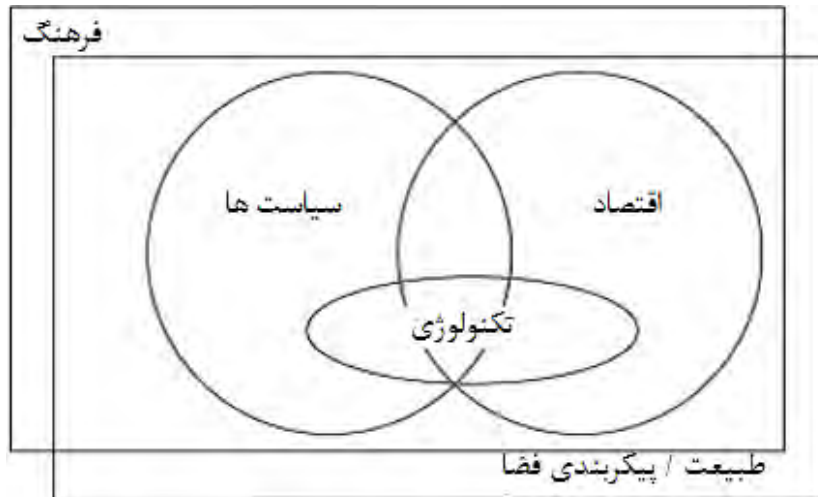 فرهنگ
اقتصاد
سیاست ها
تکنولوژی
طبیعت / پیکربندی فضا